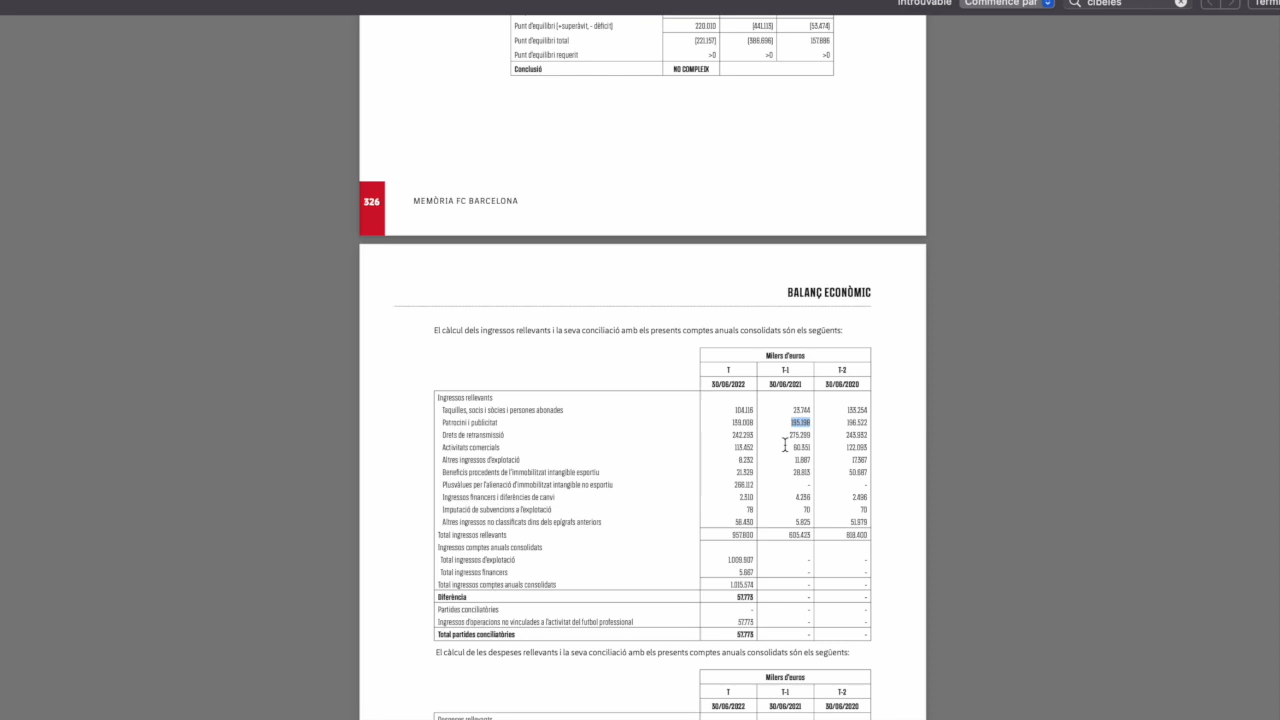 Introuvable Commence par cibeles
Punt d'equilibri (+superàvit, - dèficit) 220.010 (441.113) (53.474)
Punt d'equilibri total (221.157) (386.696) 157.886
Punt d'equilibri requerit >0 >0 >0
Conclusió NO COMPLEIX
326 MEMÒRIA FC BARCELONA
BALANÇ ECONÒMIC
El càlcul dels ingressos rellevants i la seva conciliació amb els presents comptes anuals consolidats són els següents:
Milers d'euros
T T-1 T-2
30/06/2022 30/06/2021 30/06/2020
Ingressos rellevants
Taquilles, socis i sòcies i persones abonades 104.116 23.744 133.254
Patrocini i publicitat 139.008 195.198 196.522
Drets de retransmissió 242.293 275.299 243.932
Activitats comercials 113.452 60.351 122.093
Altres ingressos d'explotació 8.232 11.887 17.367
Beneficis procedents de l'immobilitzat intangible esportiu 21.329 28.813 50.687
Plusvàlues per l'alienació d'immobilitzat intangible no esportiu 266.112 - -
Ingressos financers i diferències de canvi 2.310 4.236 2.496
Imputació de subvencions a l'explotació 78 70 70
Altres ingressos no classificats dins dels epígrafs anteriors 56.430 5.825 51.979
Total ingressos rellevants 957.800 605.423 818.400
Ingressos comptes anuals consolidats
Total ingressos d'explotació 1.009.907 - -
Total ingressos financers 5.667 - -
Total ingressos comptes anuals consolidats 1.015.574 - -
Diferència 57.773 - -
Partides conciliatòries - - -
Ingressos d'operacions no vinculades a l'activitat del futbol professional 57.773 - -
Total partides conciliatòries 57.773 - -
El càlcul de les despeses rellevants i la seva conciliació amb els presents comptes anuals consolidats són els següents:
Milers d'euros
T T-1 T-2
30/06/2022 30/06/2021 30/06/2020
Despeses rellevants